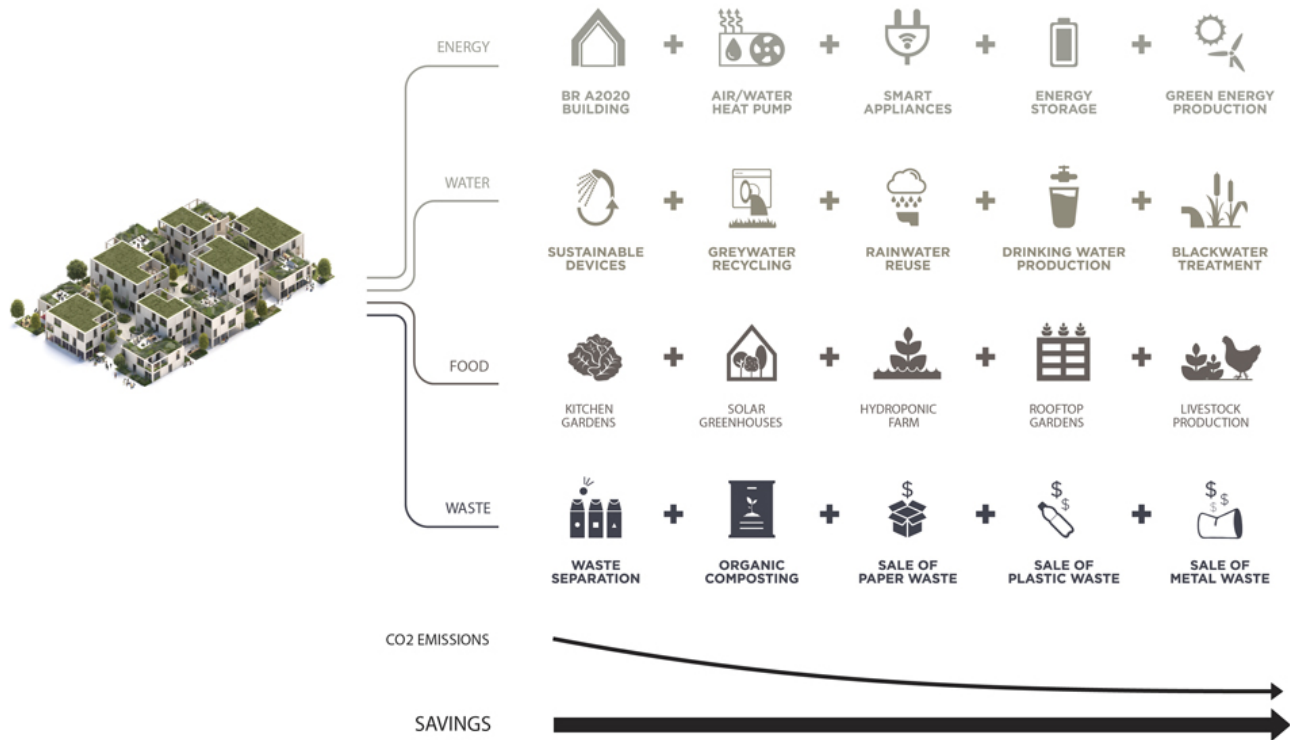 ENERGY
BR A2020
BUILDING
AIR/WATER
HEAT PUMP
SMART
APPLIANCES
ENERGY
STORAGE
GREEN ENERGY
PRODUCTION
WATER
SUSTAINABLE
DEVICES
GREYWATER
RECYCLING
RAINWATER
REUSE
DRINKING WATER
PRODUCTION
BLACKWATER
TREATMENT
FOOD
KITCHEN
GARDENS
SOLAR
GREENHOUSES
HYDROPONIC
FARM
ROOFTOP
GARDENS
LIVESTOCK
PRODUCTION
WASTE
WASTE
SEPARATION
ORGANIC
COMPOSTING
SALE OF
PAPER WASTE
SALE OF
PLASTIC WASTE
SALE OF
METAL WASTE
CO2 EMISSIONS
SAVINGS